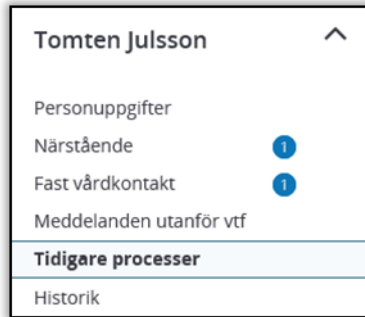 Tomten Julsson
Personuppgifter
Närstående 1
Fast vårdkontakt 1
Meddelanden utanför vtf
Tidigare processer
Historik